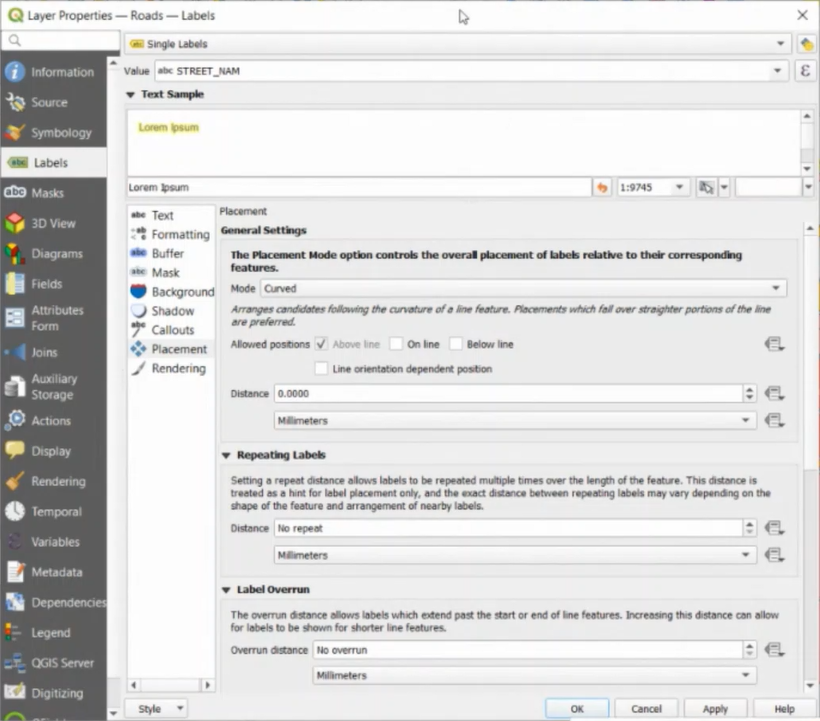 Layer Properties — Roads — Labels
Single Labels
Value abc STREET_NAM
ε
Text Sample
Lorem Ipsum
Lorem Ipsum
1:9745
Information
Source
Symbology
abc Labels
abc Masks
3D View
Diagrams
Fields
Attributes
Form
Joins
Auxiliary
Storage
Actions
Display
Rendering
Temporal
Variables
Metadata
Dependencies
Legend
QGIS Server
Digitizing
abc Text
Formatting
abc Buffer
abc Mask
Background
Shadow
abc Callouts
Placement
Rendering
Placement
General Settings
The Placement Mode option controls the overall placement of labels relative to their corresponding
features.
Mode Curved
Arranges candidates following the curvature of a line feature. Placements which fall over straighter portions of the line
are preferred.
Allowed positions Above line On line Below line
Line orientation dependent position
Distance 0.0000
Millimeters
Repeating Labels
Setting a repeat distance allows labels to be repeated multiple times over the length of the feature. This distance is
treated as a hint for label placement only, and the exact distance between repeating labels may vary depending on the
shape of the feature and arrangement of nearby labels.
Distance No repeat
Millimeters
Label Overrun
The overrun distance allows labels which extend past the start or end of line features. Increasing this distance can allow
for labels to be shown for shorter line features.
Overrun distance No overrun
Millimeters
Style
OK Cancel Apply Help